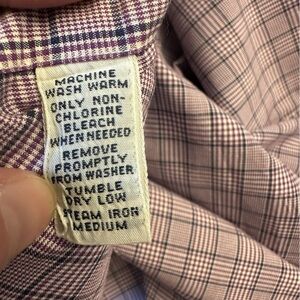 MACHINE
WASH WARM
ONLY NON-
CHLORINE
BLEACH
WHEN NEEDED
REMOVE
PROMPTLY
FROM WASHER
TUMBLE
DRY LOW
STEAM IRON
MEDIUM